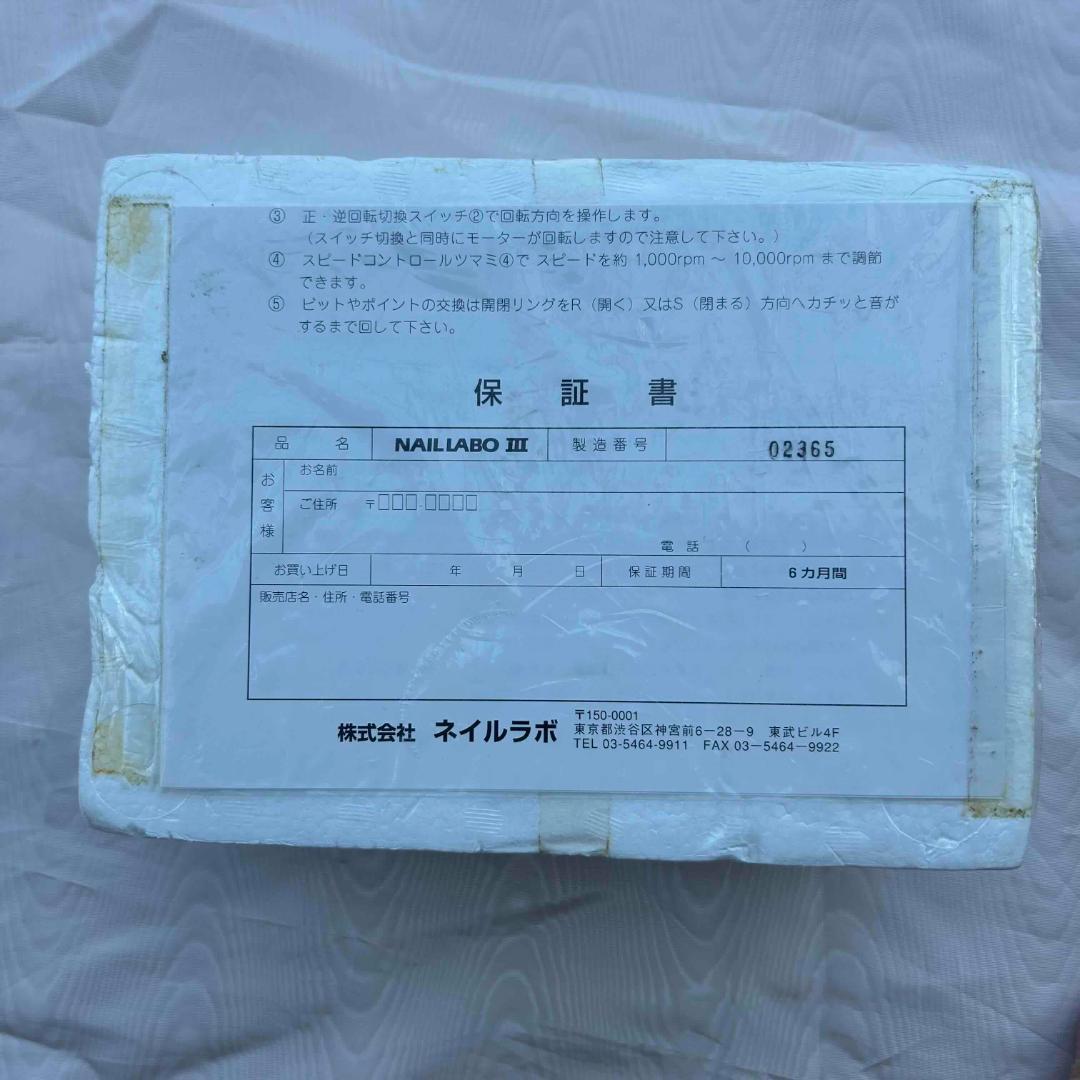 ③ 正・逆回転切換スイッチ②で回転方向を操作します。
（スイッチ切換と同時にモーターが回転しますので注意して下さい。）
④ スピードコントロールツマミ④で スピードを約 1,000rpm ～ 10,000rpm まで調節
できます。
⑤ ビットやポイントの交換は開閉リングをR（開く）又はS（閉まる）方向へカチッと音が
するまで回して下さい。
保 証 書
品 名 NAIL LABO III 製造番号 02365
お客様
お名前
ご住所 〒□□□-□□□□
電 話 （ ）
お買い上げ日 年 月 日 保証期間 6カ月間
販売店名・住所・電話番号
株式会社 ネイルラボ
〒150-0001
東京都渋谷区神宮前6－28－9 東武ビル4F
TEL 03-5464-9911 FAX 03－5464－9922